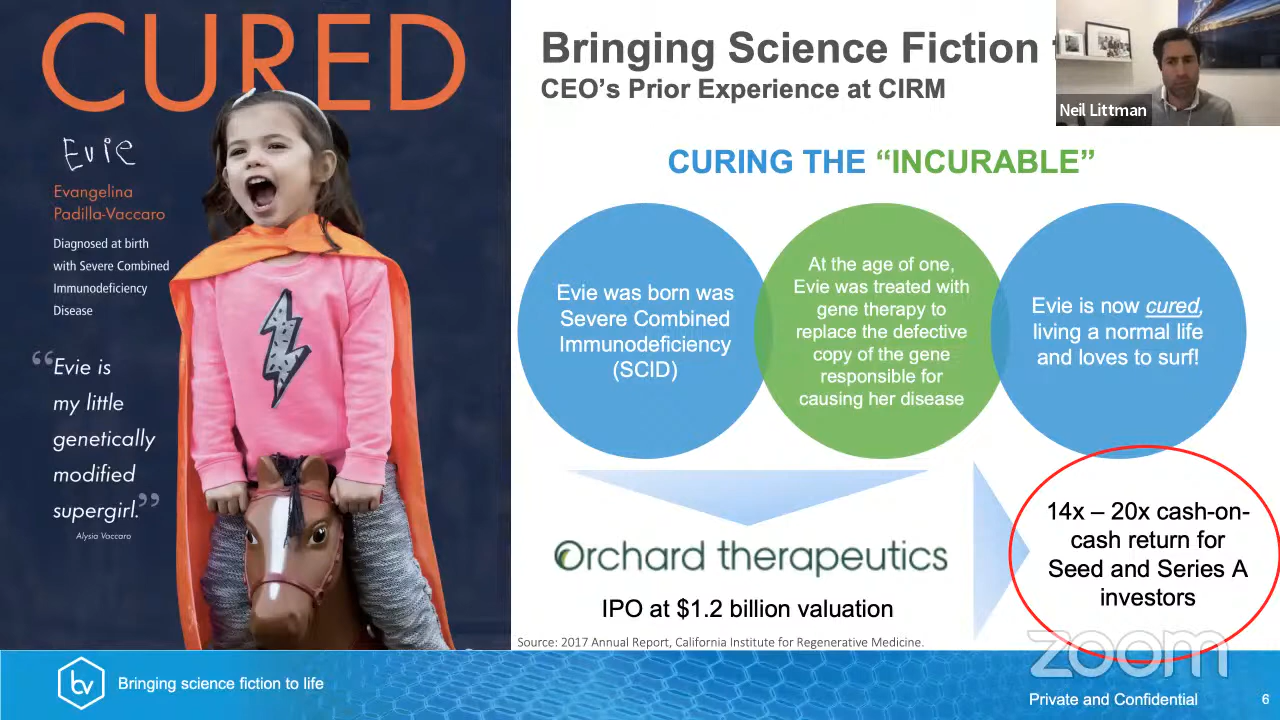 CURED
Evie
Evangelina
Padilla-Vaccaro
Diagnosed at birth
with Severe Combined
Immunodeficiency
Disease
“Evie is
my little
genetically
modified
supergirl.”
Alysia Vaccaro
Bringing Science Fiction
CEO’s Prior Experience at CIRM
Neil Littman
CURING THE “INCURABLE”
Evie was born was
Severe Combined
Immunodeficiency
(SCID)
At the age of one,
Evie was treated with
gene therapy to
replace the defective
copy of the gene
responsible for
causing her disease
Evie is now cured,
living a normal life
and loves to surf!
Orchard therapeutics
IPO at $1.2 billion valuation
14x – 20x cash-on-
cash return for
Seed and Series A
investors
Source: 2017 Annual Report, California Institute for Regenerative Medicine.
zoom
bv
Bringing science fiction to life
Private and Confidential
6